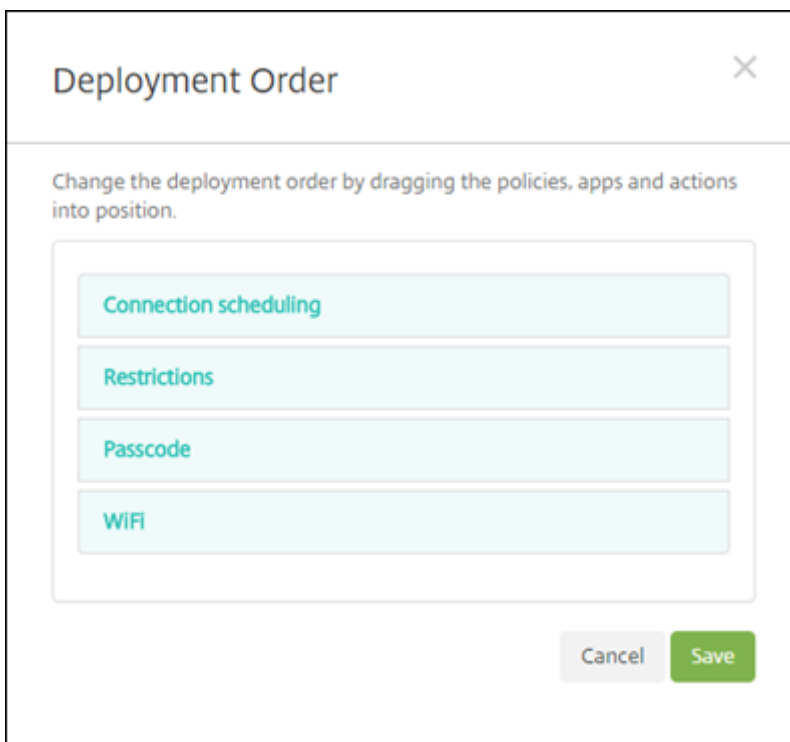 Deployment Order
Change the deployment order by dragging the policies, apps and actions
into position.
Connection scheduling
Restrictions
Passcode
WiFi
Cancel
Save